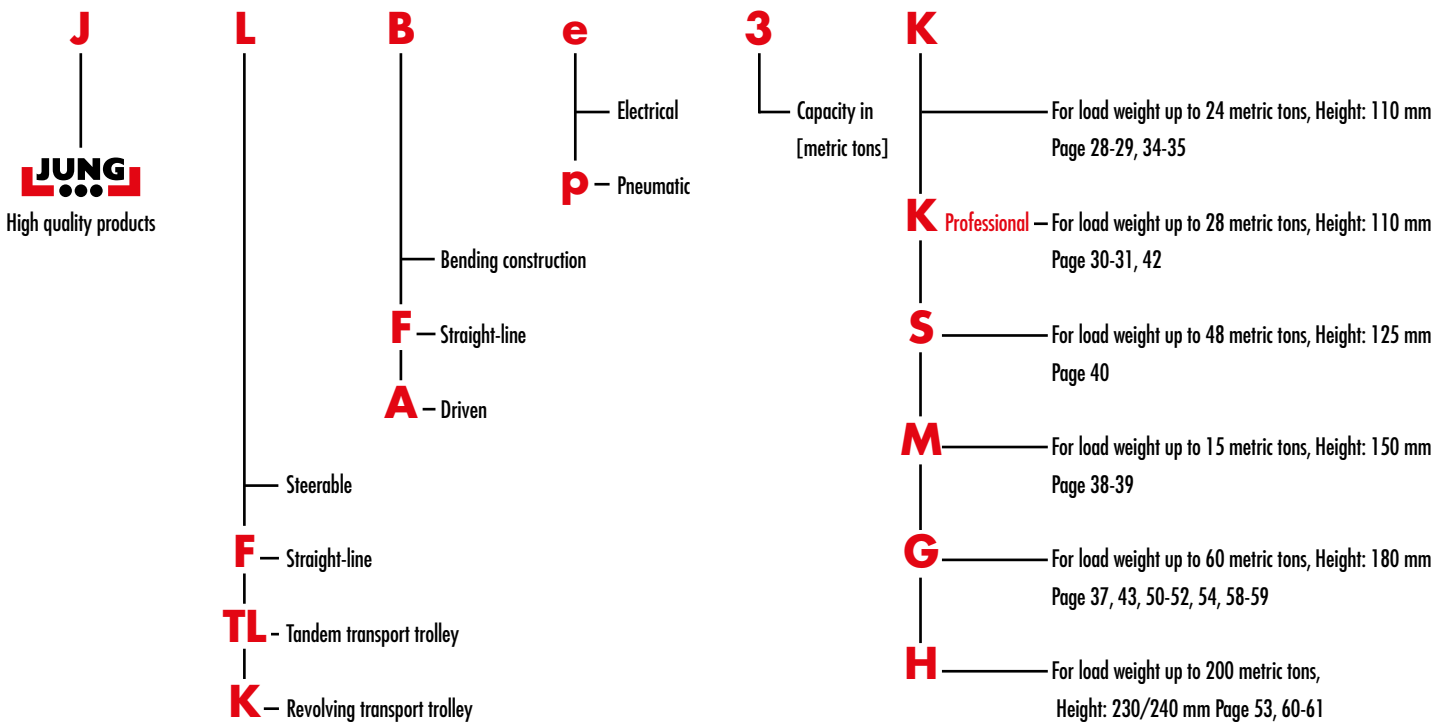 J L B e 3 K
JUNG
High quality products
Steerable
F Straight-line
TL Tandem transport trolley
K Revolving transport trolley
Bending construction
F Straight-line
A Driven
Electrical
p Pneumatic
Capacity in
[metric tons]
For load weight up to 24 metric tons, Height: 110 mm
Page 28-29, 34-35
K Professional For load weight up to 28 metric tons, Height: 110 mm
Page 30-31, 42
S For load weight up to 48 metric tons, Height: 125 mm
Page 40
M For load weight up to 15 metric tons, Height: 150 mm
Page 38-39
G For load weight up to 60 metric tons, Height: 180 mm
Page 37, 43, 50-52, 54, 58-59
H For load weight up to 200 metric tons,
Height: 230/240 mm Page 53, 60-61